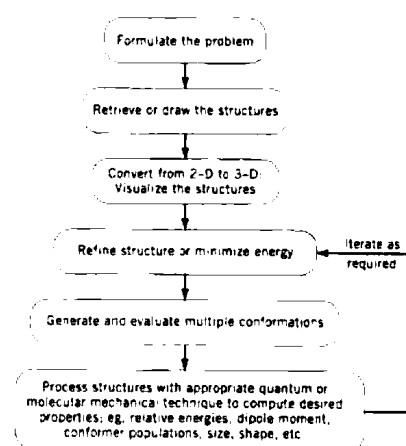 Formulate the problem
Retrieve or draw the structures
Convert from 2-D to 3-D:
Visualize the structures
Refine structure or minimize energy
Iterate as
required
Generate and evaluate multiple conformations
Process structures with appropriate quantum or
molecular mechanical technique to compute desired
properties; eg, relative energies, dipole moment,
conformer populations, size, shape, etc